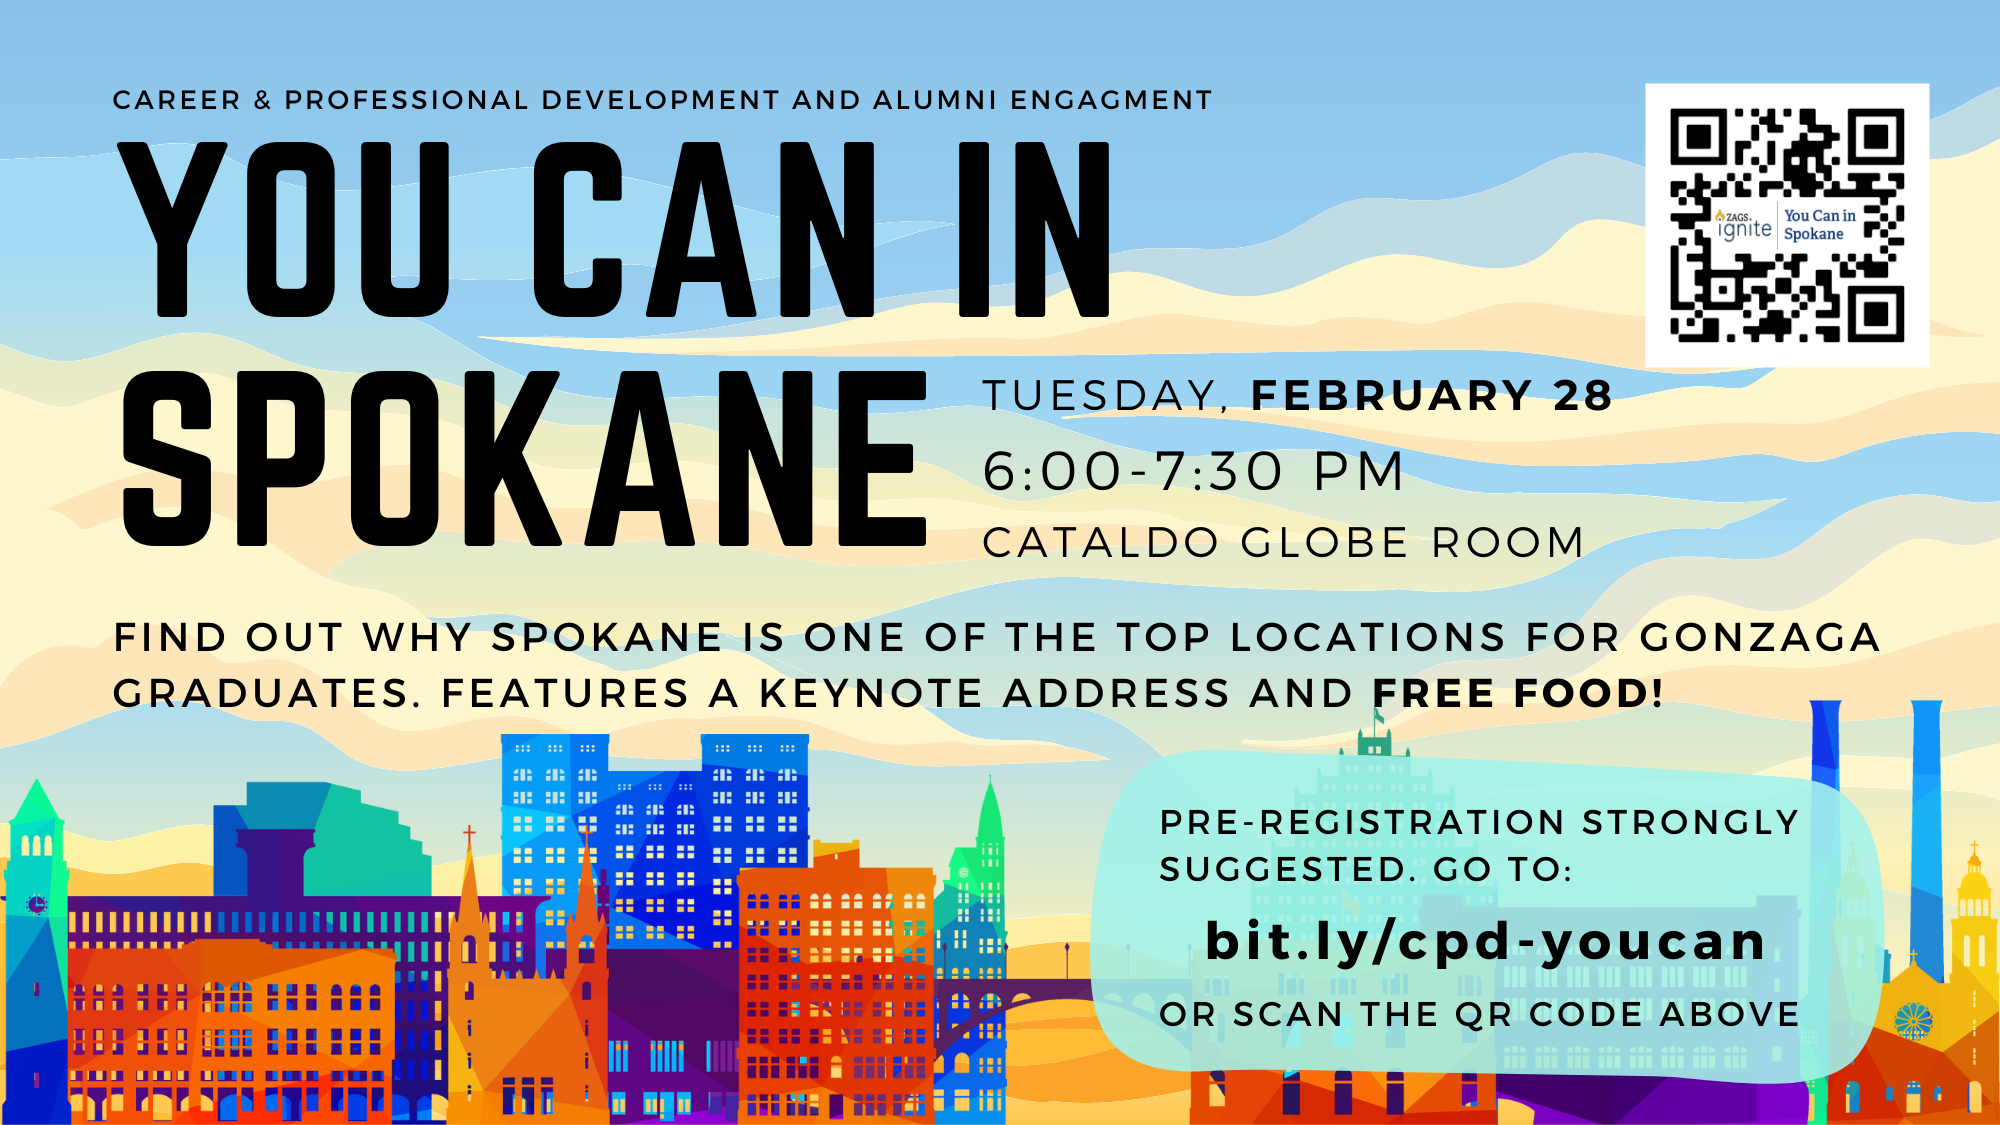 CAREER & PROFESSIONAL DEVELOPMENT AND ALUMNI ENGAGMENT
YOU CAN IN
SPOKANE
ZAGS.
ignite
You Can in
Spokane
TUESDAY, FEBRUARY 28
6:00-7:30 PM
CATALDO GLOBE ROOM
FIND OUT WHY SPOKANE IS ONE OF THE TOP LOCATIONS FOR GONZAGA
GRADUATES. FEATURES A KEYNOTE ADDRESS AND FREE FOOD!
PRE-REGISTRATION STRONGLY
SUGGESTED. GO TO:
bit.ly/cpd-youcan
OR SCAN THE QR CODE ABOVE